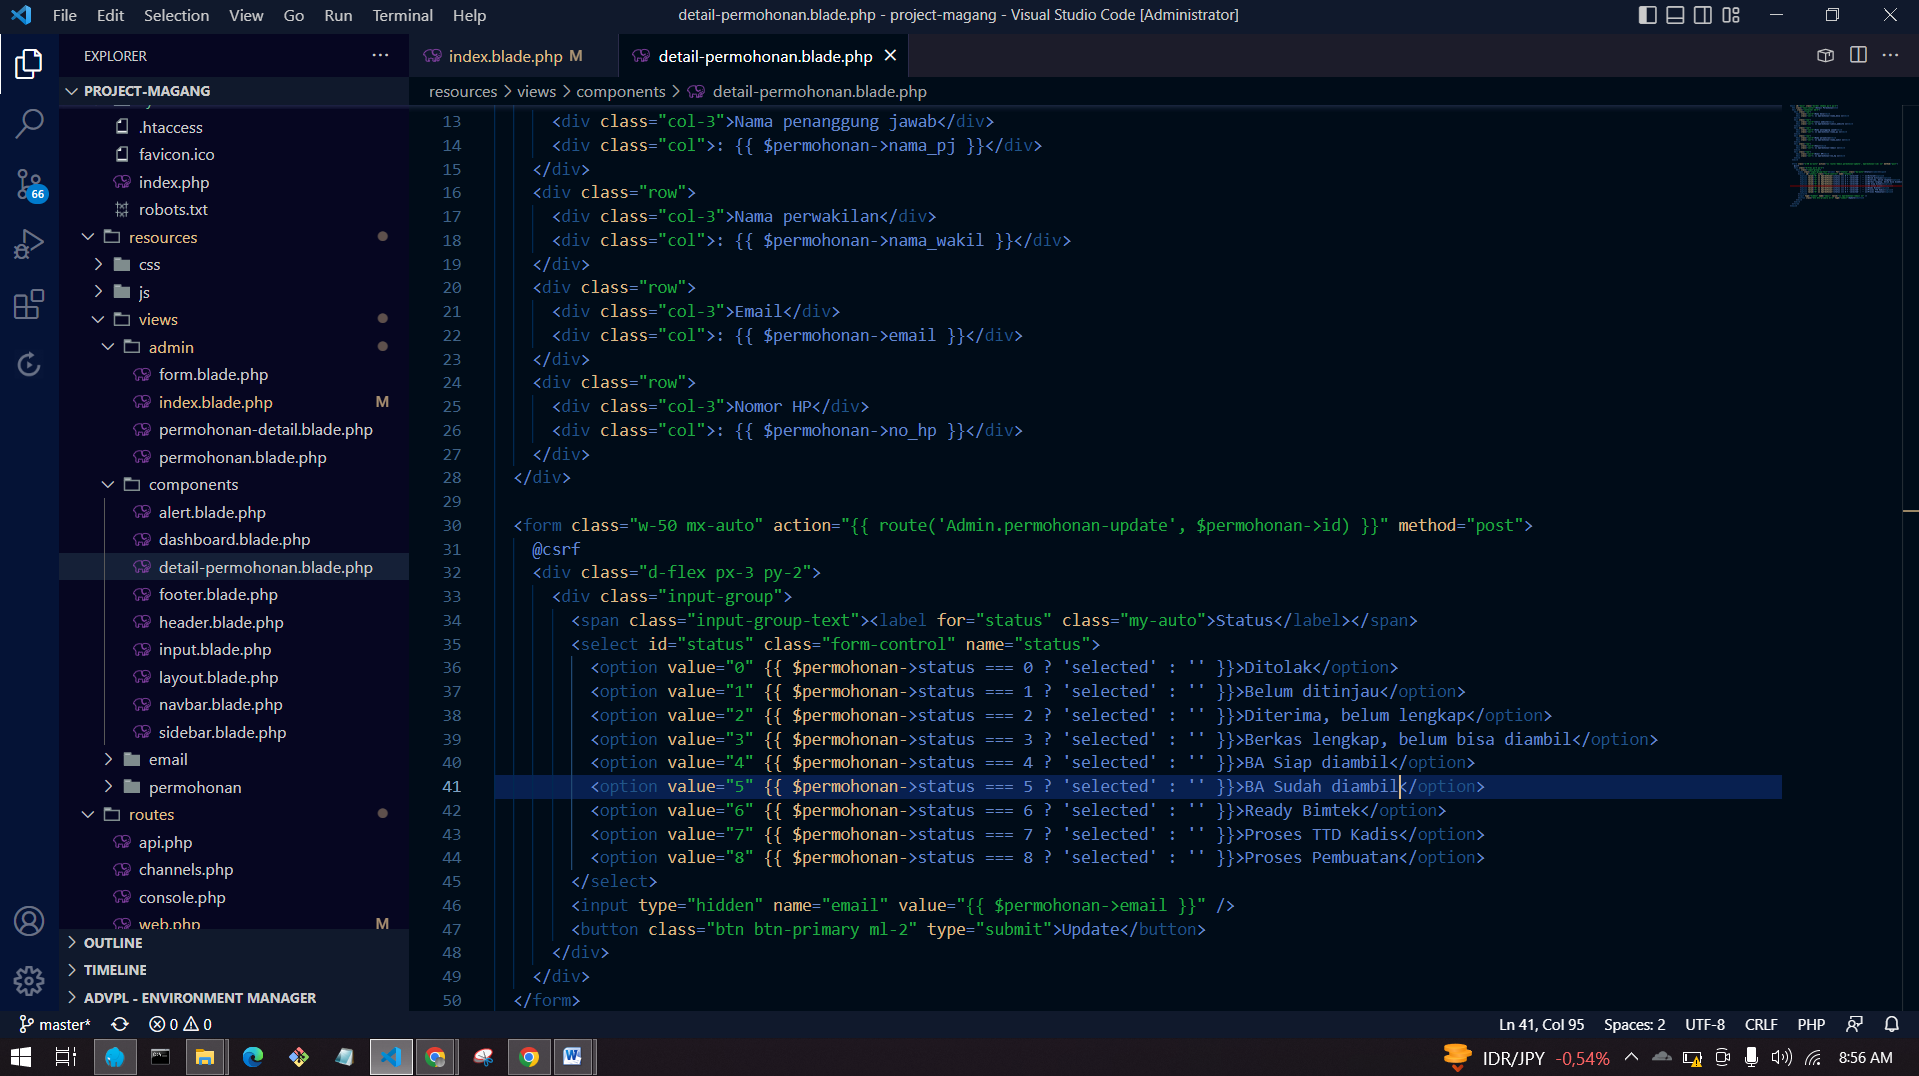 File Edit Selection View Go Run Terminal Help
detail-permohonan.blade.php - project-magang - Visual Studio Code [Administrator]
EXPLORER
index.blade.php M
detail-permohonan.blade.php
PROJECT-MAGANG
resources > views > components > detail-permohonan.blade.php
.htaccess
favicon.ico
index.php
robots.txt
resources
css
js
views
admin
form.blade.php
index.blade.php M
permohonan-detail.blade.php
permohonan.blade.php
components
alert.blade.php
dashboard.blade.php
detail-permohonan.blade.php
footer.blade.php
header.blade.php
input.blade.php
layout.blade.php
navbar.blade.php
sidebar.blade.php
email
permohonan
routes
api.php
channels.php
console.php
web.php M
OUTLINE
TIMELINE
ADVPL - ENVIRONMENT MANAGER
66
13 <div class="col-3">Nama penanggung jawab</div>
14 <div class="col">: {{ $permohonan->nama_pj }}</div>
15 </div>
16 <div class="row">
17 <div class="col-3">Nama perwakilan</div>
18 <div class="col">: {{ $permohonan->nama_wakil }}</div>
19 </div>
20 <div class="row">
21 <div class="col-3">Email</div>
22 <div class="col">: {{ $permohonan->email }}</div>
23 </div>
24 <div class="row">
25 <div class="col-3">Nomor HP</div>
26 <div class="col">: {{ $permohonan->no_hp }}</div>
27 </div>
28 </div>
29
30 <form class="w-50 mx-auto" action="{{ route('Admin.permohonan-update', $permohonan->id) }}" method="post">
31 @csrf
32 <div class="d-flex px-3 py-2">
33 <div class="input-group">
34 <span class="input-group-text"><label for="status" class="my-auto">Status</label></span>
35 <select id="status" class="form-control" name="status">
36 <option value="0" {{ $permohonan->status === 0 ? 'selected' : '' }}>Ditolak</option>
37 <option value="1" {{ $permohonan->status === 1 ? 'selected' : '' }}>Belum ditinjau</option>
38 <option value="2" {{ $permohonan->status === 2 ? 'selected' : '' }}>Diterima, belum lengkap</option>
39 <option value="3" {{ $permohonan->status === 3 ? 'selected' : '' }}>Berkas lengkap, belum bisa diambil</option>
40 <option value="4" {{ $permohonan->status === 4 ? 'selected' : '' }}>BA Siap diambil</option>
41 <option value="5" {{ $permohonan->status === 5 ? 'selected' : '' }}>BA Sudah diambil</option>
42 <option value="6" {{ $permohonan->status === 6 ? 'selected' : '' }}>Ready Bimtek</option>
43 <option value="7" {{ $permohonan->status === 7 ? 'selected' : '' }}>Proses TTD Kadis</option>
44 <option value="8" {{ $permohonan->status === 8 ? 'selected' : '' }}>Proses Pembuatan</option>
45 </select>
46 <input type="hidden" name="email" value="{{ $permohonan->email }}" />
47 <button class="btn btn-primary ml-2" type="submit">Update</button>
48 </div>
49 </div>
50 </form>
master* 0 0
Ln 41, Col 95 Spaces: 2 UTF-8 CRLF PHP
IDR/JPY -0,54% 8:56 AM